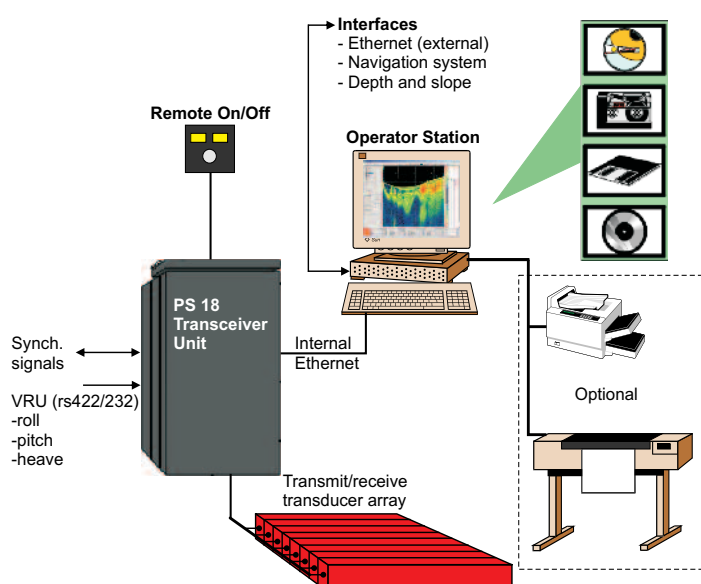 Interfaces
- Ethernet (external)
- Navigation system
- Depth and slope
Remote On/Off
Operator Station
PS 18
Transceiver
Unit
Synch.
signals
Internal
Ethernet
VRU (rs422/232)
-roll
-pitch
-heave
Optional
Transmit/receive
transducer array